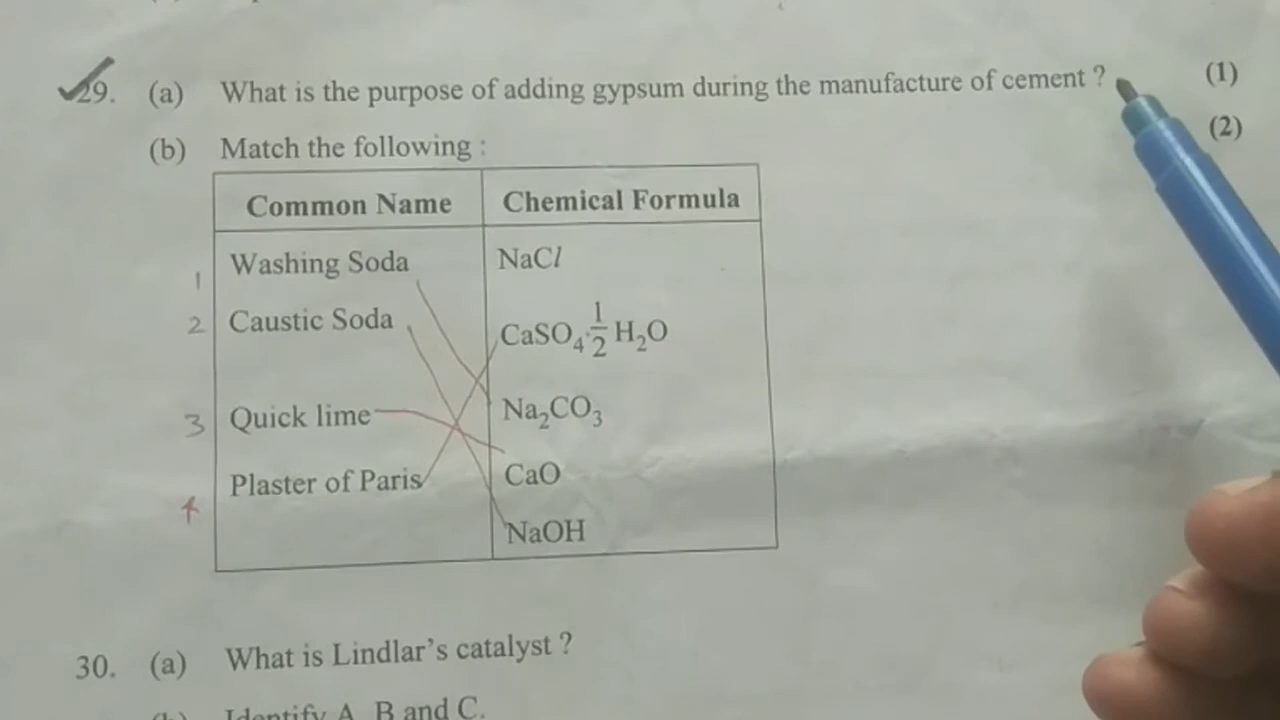 29. (a) What is the purpose of adding gypsum during the manufacture of cement ? (1)
(b) Match the following : (2)
Common Name Chemical Formula
1 Washing Soda NaCl
2 Caustic Soda CaSO₄·½ H₂O
3 Quick lime Na₂CO₃
4 Plaster of Paris CaO
NaOH
30. (a) What is Lindlar's catalyst ?
(b) Identify A, B and C.